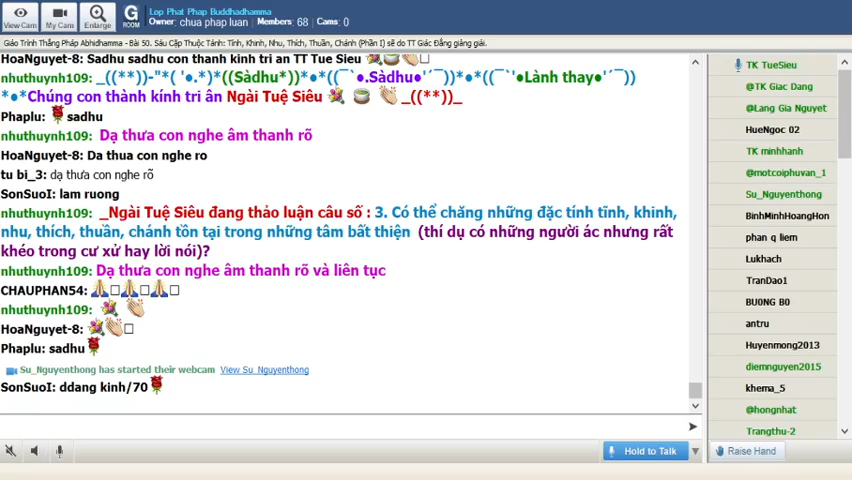 Lop Phat Phap Buddhadhamma
Owner: chua phap luan Members: 68 Cams: 0
View Cam
My Cam
Enlarge
G
ROOM
Giáo Trình Thắng Pháp Abhidhamma - Bài 50. Sáu Cặp Thuộc Tánh: Tinh, Khinh, Nhu, Thích, Thuần, Chánh (Phần I) sẽ do TT Giác Đẳng giảng giải.
HoaNguyet-8: Sadhu sadhu con thanh kinh tri an TT Tue Sieu
nhuthuynh109: _((**))-"*( '●.*)*((Sàdhu*))●*●((¯`●.Sàdhu●'´¯))*●*●((¯`'●Lành thay●'´¯))
*●*Chúng con thành kính tri ân Ngài Tuệ Siêu _((**))_
Phaplu: sadhu
nhuthuynh109: Dạ thưa con nghe âm thanh rõ
HoaNguyet-8: Da thua con nghe ro
tu bi_3: dạ thưa con nghe rõ
SonSuoI: lam ruong
nhuthuynh109: _Ngài Tuệ Siêu đang thảo luận câu số : 3. Có thể chăng những đặc tính tĩnh, khinh,
nhu, thích, thuần, chánh tồn tại trong những tâm bất thiện (thí dụ có những người ác nhưng rất
khéo trong cư xử hay lời nói)?
nhuthuynh109: Dạ thưa con nghe âm thanh rõ và liên tục
CHAUPHAN54:
nhuthuynh109:
HoaNguyet-8:
Phaplu: sadhu
Su_Nguyenthong has started their webcam View Su_Nguyenthong
SonSuoI: ddang kinh/70
Hold to Talk
TK TueSieu
@TK Giac Dang
@Lang Gia Nguyet
HueNgoc 02
TK minhhanh
@motcoiphuvan_1
Su_Nguyenthong
BinhMinhHoangHon
phan q liem
Lukhach
TranDao1
BU0NG B0
antru
Huyenmong2013
diemnguyen2015
khema_5
@hongnhat
Trangthu-2
Raise Hand